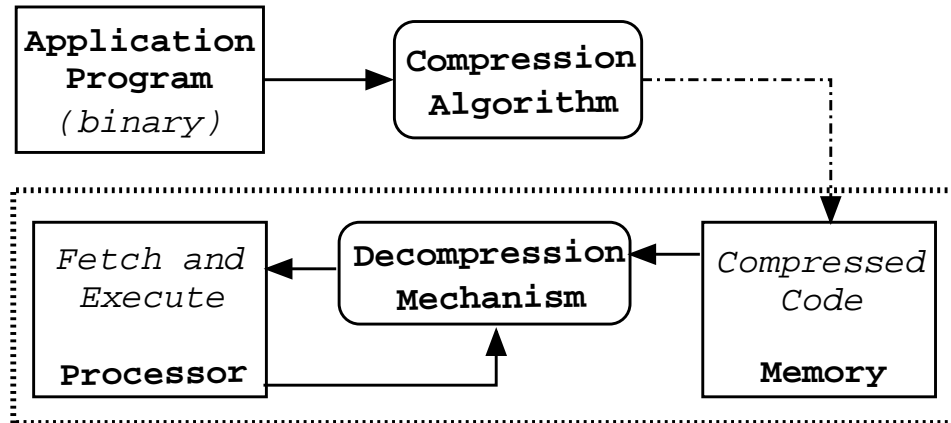 Application
Program
(binary)
Compression
Algorithm
Fetch and
Execute
Processor
Decompression
Mechanism
Compressed
Code
Memory